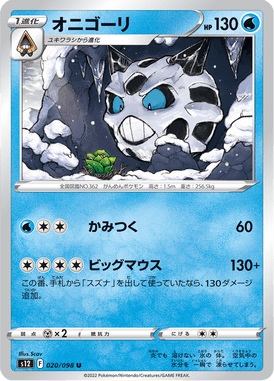 1進化 オニゴーリ HP 130
ユキワラシから進化
全国図鑑NO.362 がんめんポケモン 高さ：1.5m 重さ：256.5kg
かみつく 60
ビッグマウス 130+
この番、手札から「スズナ」を出して使っていたなら、130ダメージ追加。
弱点 ×2 抵抗力 にげる
Illus. Scav
s12 F 020/098 U
©2022 Pokémon/Nintendo/Creatures/GAME FREAK.